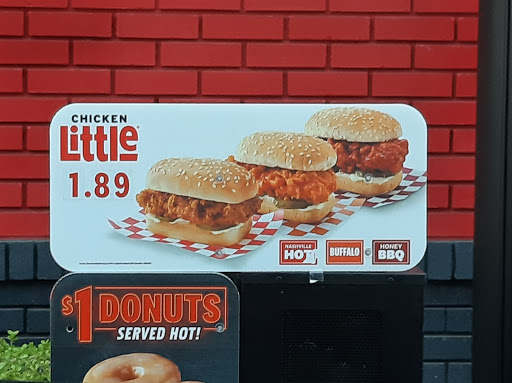 CHICKEN
Little
1.89
NASHVILLE
HOT
BUFFALO
HONEY
BBQ
$1 DONUTS
SERVED HOT!